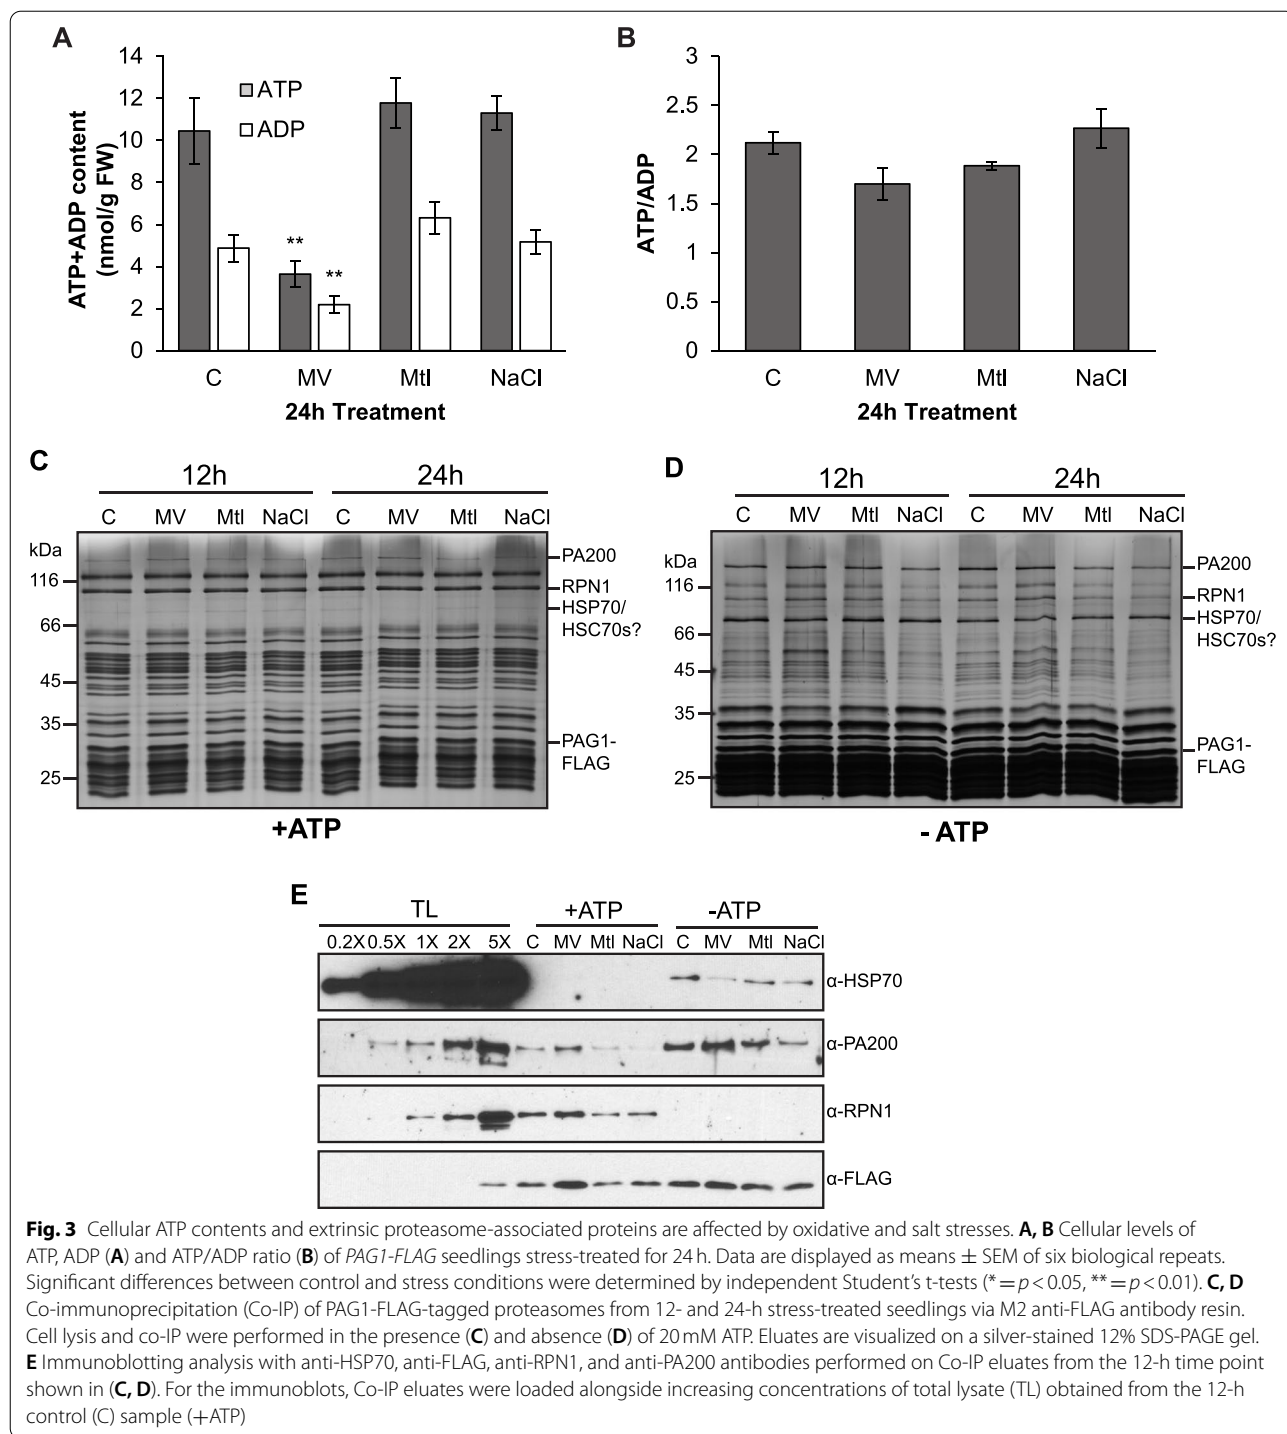 A
14
12
10
8
6
4
2
0
ATP+ADP content
(nmol/g FW)
ATP
ADP
**
**
C MV Mtl NaCl
24h Treatment
B
3
2.5
2
1.5
1
0.5
0
ATP/ADP
C MV Mtl NaCl
24h Treatment
C
12h 24h
C MV Mtl NaCl C MV Mtl NaCl
kDa
116
66
45
35
25
PA200
RPN1
HSP70/
HSC70s?
PAG1-
FLAG
+ATP
D
12h 24h
C MV Mtl NaCl C MV Mtl NaCl
kDa
116
66
45
35
25
PA200
RPN1
HSP70/
HSC70s?
PAG1-
FLAG
- ATP
E
TL +ATP -ATP
0.2X 0.5X 1X 2X 5X C MV Mtl NaCl C MV Mtl NaCl
α-HSP70
α-PA200
α-RPN1
α-FLAG
Fig. 3 Cellular ATP contents and extrinsic proteasome-associated proteins are affected by oxidative and salt stresses. A, B Cellular levels of
ATP, ADP (A) and ATP/ADP ratio (B) of PAG1-FLAG seedlings stress-treated for 24 h. Data are displayed as means ± SEM of six biological repeats.
Significant differences between control and stress conditions were determined by independent Student's t-tests (* = p < 0.05, ** = p < 0.01). C, D
Co-immunoprecipitation (Co-IP) of PAG1-FLAG-tagged proteasomes from 12- and 24-h stress-treated seedlings via M2 anti-FLAG antibody resin.
Cell lysis and co-IP were performed in the presence (C) and absence (D) of 20 mM ATP. Eluates are visualized on a silver-stained 12% SDS-PAGE gel.
E Immunoblotting analysis with anti-HSP70, anti-FLAG, anti-RPN1, and anti-PA200 antibodies performed on Co-IP eluates from the 12-h time point
shown in (C, D). For the immunoblots, Co-IP eluates were loaded alongside increasing concentrations of total lysate (TL) obtained from the 12-h
control (C) sample (+ATP)